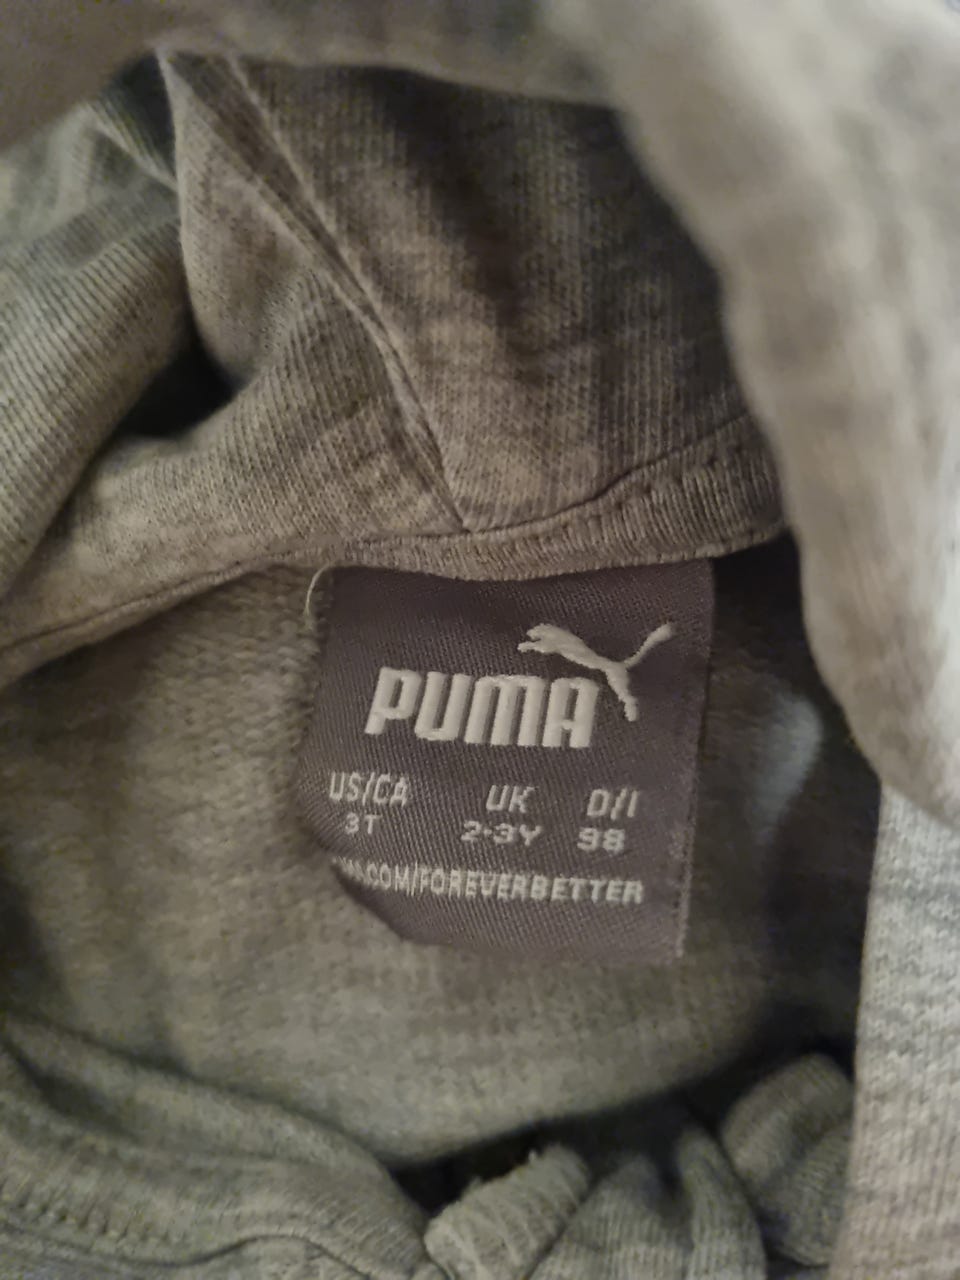 PUMA
US/CA UK D/I
3T 2-3Y 98
.COM/FOREVERBETTER